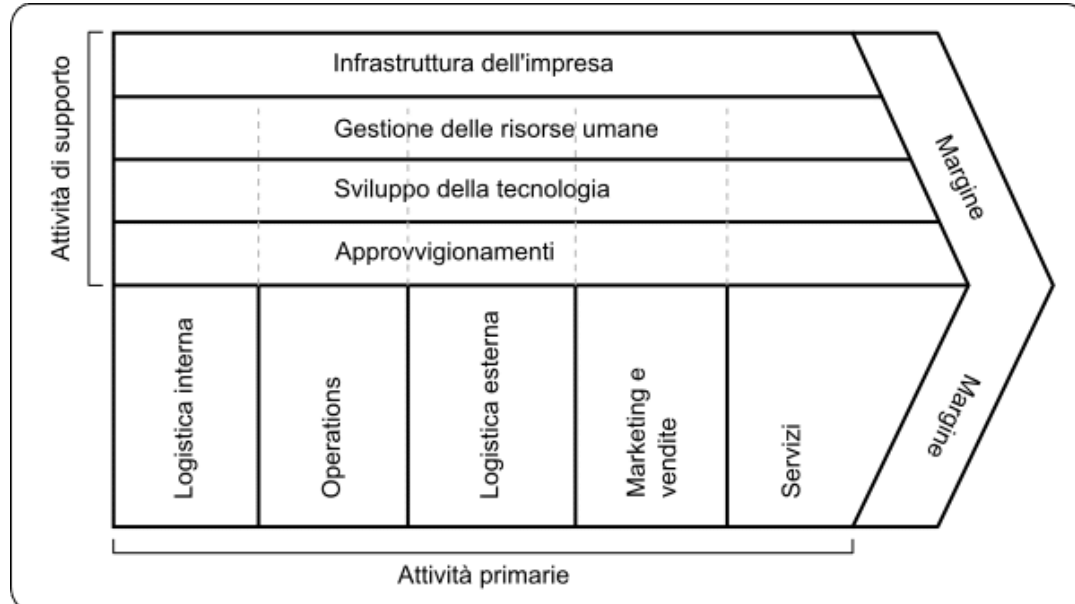 Attività di supporto
Infrastruttura dell'impresa
Gestione delle risorse umane
Sviluppo della tecnologia
Approvvigionamenti
Margine
Logistica interna
Operations
Logistica esterna
Marketing e
vendite
Servizi
Margine
Attività primarie